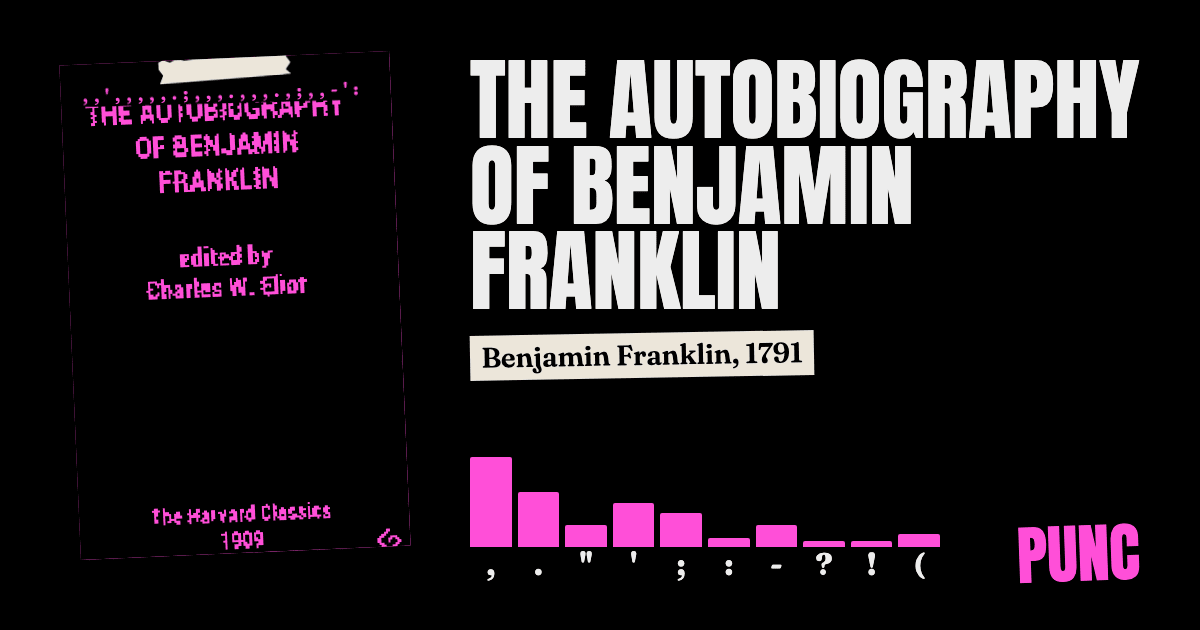 ,,',,,,,.;,,,.,,,.,;,,-':
THE AUTOBIOGRAPHY
OF BENJAMIN
FRANKLIN
edited by
Charles W. Eliot
The Harvard Classics
1909
THE AUTOBIOGRAPHY
OF BENJAMIN
FRANKLIN
Benjamin Franklin, 1791
, . " ' ; : - ? ! (
PUNC